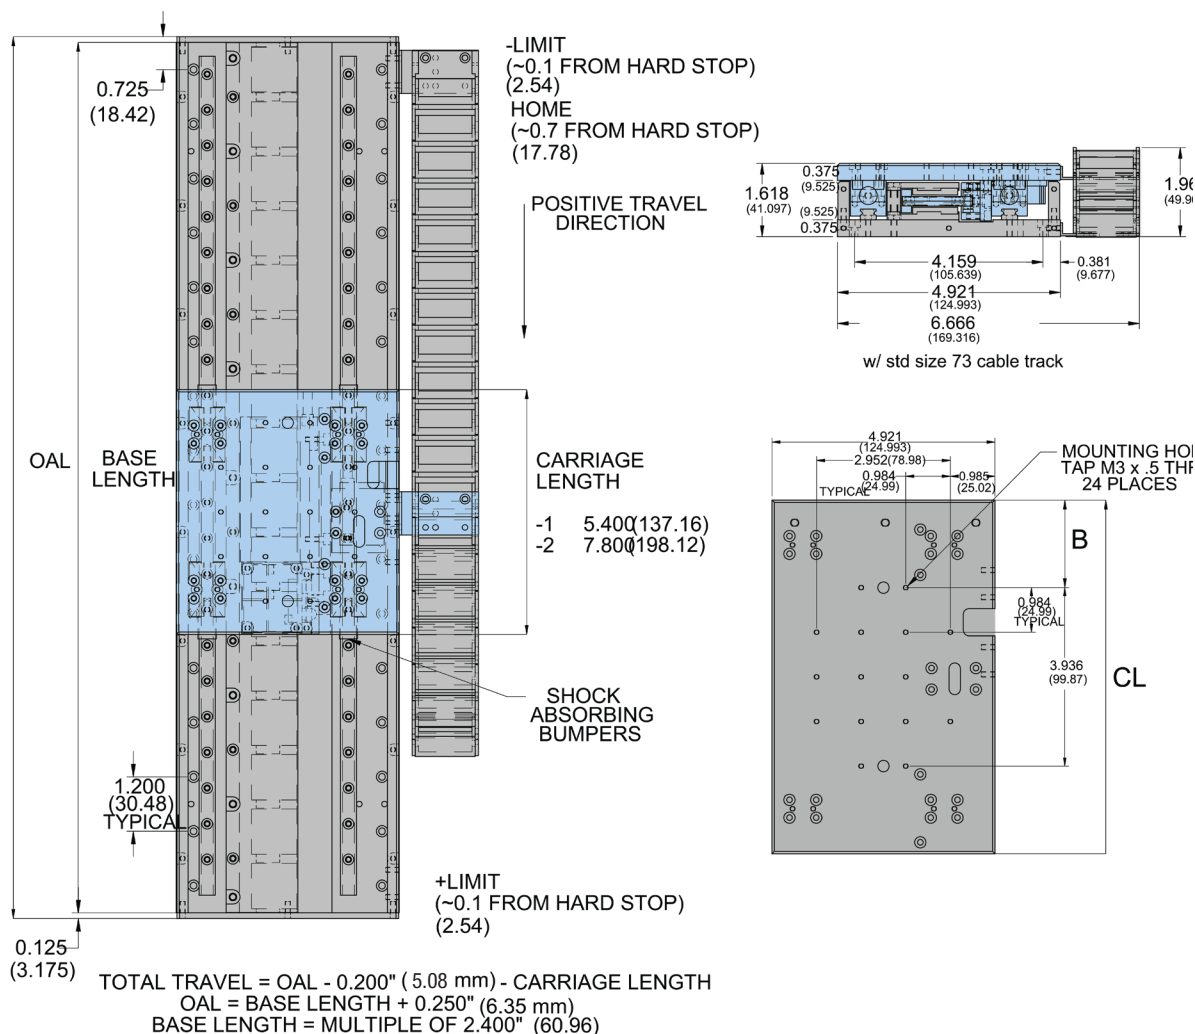 0.725
(18.42)
-LIMIT
(~0.1 FROM HARD STOP)
(2.54)
HOME
(~0.7 FROM HARD STOP)
(17.78)
POSITIVE TRAVEL
DIRECTION
OAL
BASE
LENGTH
CARRIAGE
LENGTH
-1 5.400(137.16)
-2 7.800(198.12)
SHOCK
ABSORBING
BUMPERS
1.200
(30.48)
TYPICAL
+LIMIT
(~0.1 FROM HARD STOP)
(2.54)
0.125
(3.175)
TOTAL TRAVEL = OAL - 0.200" (5.08 mm) - CARRIAGE LENGTH
OAL = BASE LENGTH + 0.250" (6.35 mm)
BASE LENGTH = MULTIPLE OF 2.400" (60.96)
0.375
(9.525)
1.618
(41.097)
(9.525)
0.375
1.96
(49.9
4.159
(105.639)
0.381
(9.677)
4.921
(124.993)
6.666
(169.316)
w/ std size 73 cable track
4.921
(124.993)
2.952(78.98)
0.984
(24.99)
TYPICAL
0.985
(25.02)
MOUNTING HO
TAP M3 x .5 THR
24 PLACES
B
0.984
(24.99)
TYPICAL
3.936
(99.87)
CL